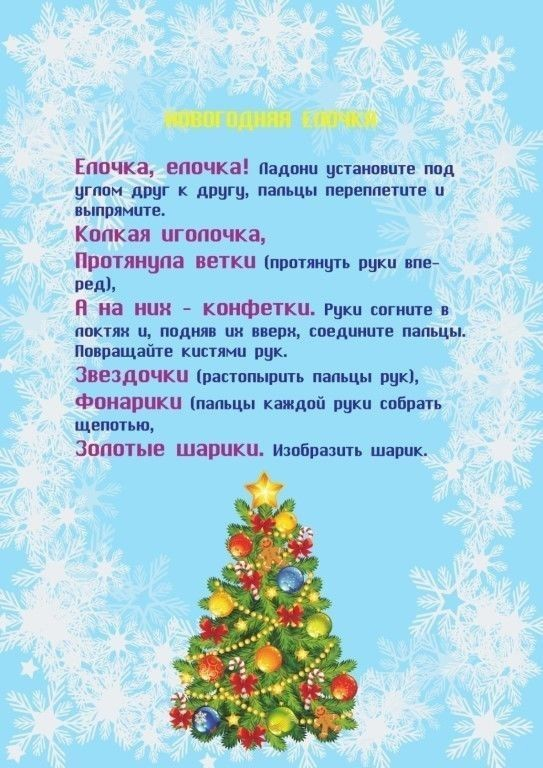 НОВОГОДНЯЯ ЕЛОЧКА
Елочка, елочка! Ладони установите под
углом друг к другу, пальцы переплетите и
выпрямите.
Колкая иголочка,
Протянула ветки (протянуть руки впе-
ред),
А на них - конфетки. Руки согните в
локтях и, подняв их вверх, соедините пальцы.
Повращайте кистями рук.
Звездочки (растопырить пальцы рук),
Фонарики (пальцы каждой руки собрать
щепотью,
Золотые шарики. Изобразить шарик.